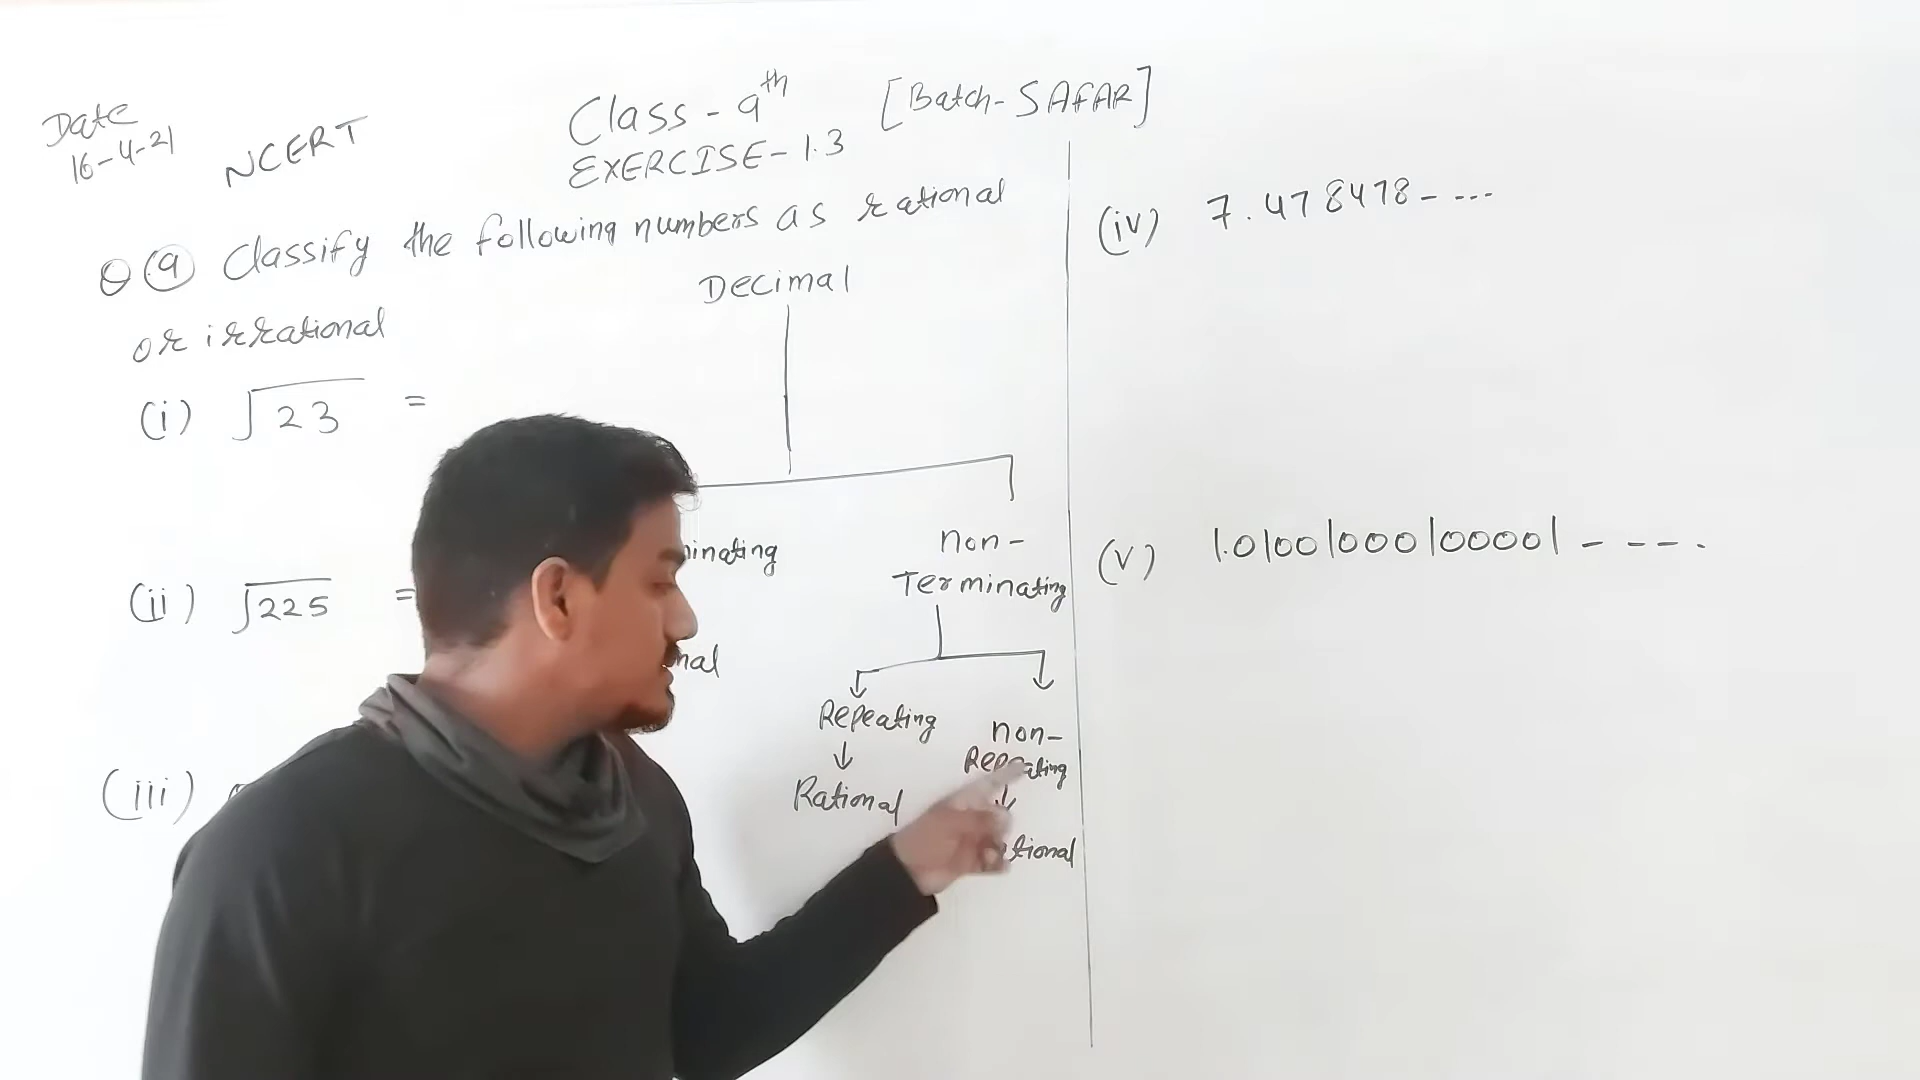 Date
16-4-21
NCERT
Class - 9th [Batch- SAFAR]
EXERCISE- 1.3
Q (9) Classify the following numbers as rational
or irrational
Decimal
(i) √23 =
(ii) √225 =
(iii)
non-
Terminating
Repeating
Rational
non-
Repeating
(iv) 7.478478- ----
(v) 1.01001000100001 - - - - .